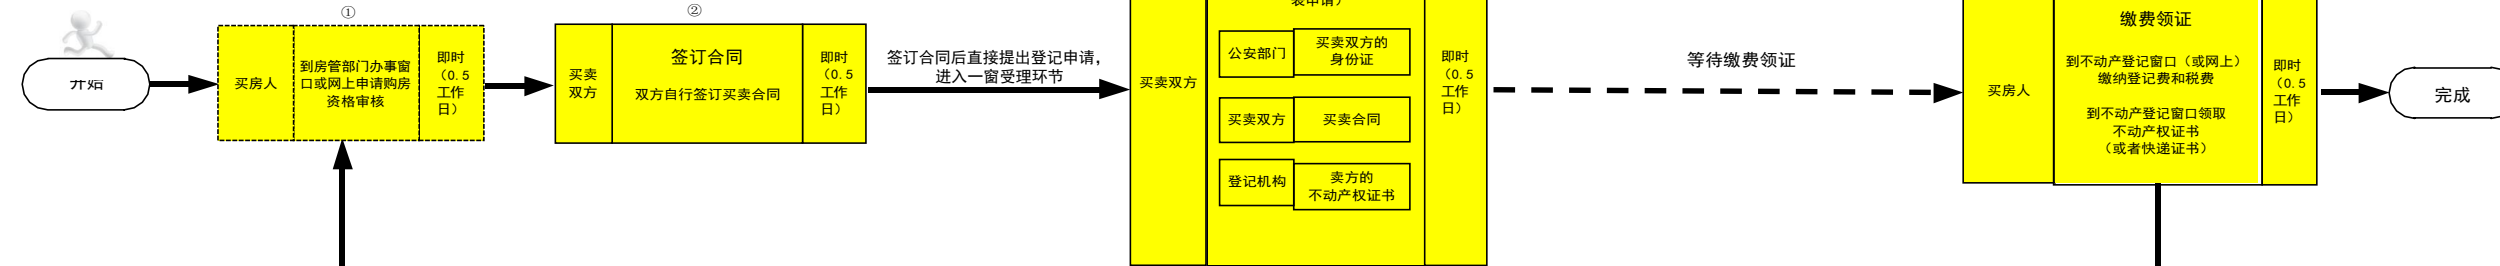 ①
②
开始
买房人
到房管部门办事窗
口或网上申请购房
资格审核
即时
（0.5
工作
日）
买卖
双方
签订合同
双方自行签订买卖合同
即时
（0.5
工作
日）
签订合同后直接提出登记申请，
进入一窗受理环节
买卖双方
装申请）
公安部门
买卖双方的
身份证
买卖双方
买卖合同
登记机构
卖方的
不动产权证书
即时
（0.5
工作
日）
等待缴费领证
买房人
缴费领证
到不动产登记窗口（或网上）
缴纳登记费和税费
到不动产登记窗口领取
不动产权证书
（或者快递证书）
即时
（0.5
工作
日）
完成